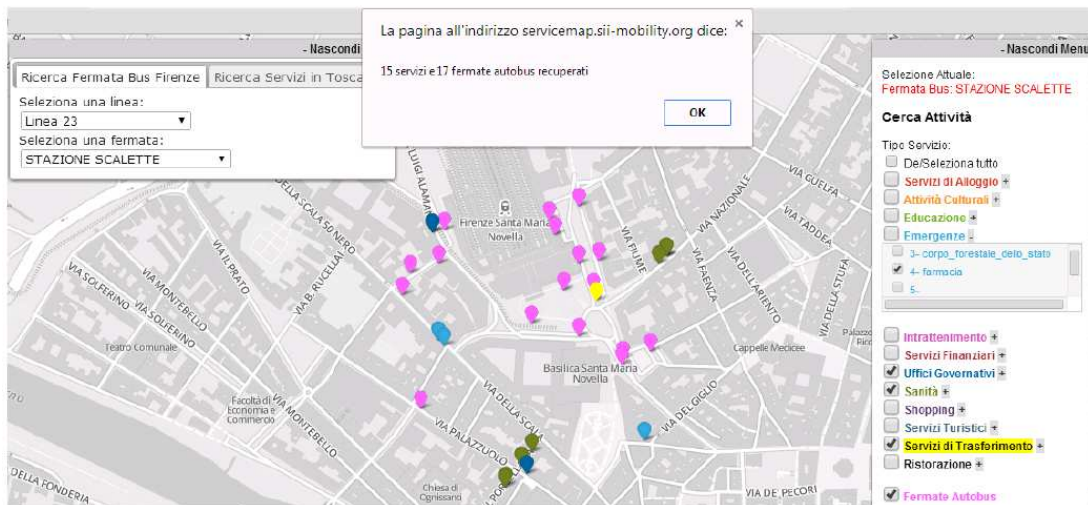 La pagina all'indirizzo servicemap.sii-mobility.org dice:
×
15 servizi e 17 fermate autobus recuperati
OK
- Nascondi
Ricerca Fermata Bus Firenze
Ricerca Servizi in Tosca
Seleziona una linea:
Linea 23
Seleziona una fermata:
STAZIONE SCALETTE
- Nascondi Menu
Selezione Attuale:
Fermata Bus: STAZIONE SCALETTE
Cerca Attività
Tipo Servizio:
De/Seleziona tutto
Servizi di Alloggio +
Attività Culturali +
Educazione +
Emergenze -
3- corpo_forestale_dello_stato
4- farmacia
5-
Intrattenimento +
Servizi Finanziari +
Uffici Governativi +
Sanità +
Shopping +
Servizi Turistici +
Servizi di Trasferimento +
Ristorazione +
Fermate Autobus
LUIGI ALAMAN
VIA DELLA SCALA 50 NERO
Firenze Santa Maria
Novella
VIA FIUME
VIA NAZIONALE
VIA GUELFA
VIA TADDEA
VIA FAENZA
VIA DELL'ARIENTO
VIA DELLA STUFA
VIA IL PRATO
VIA B. RUCELLAI
VIA SOLFERINO
VIA MONTEBELLO
VIA SOLFERINO
Teatro Comunale
Cappelle Medicee
Palazzo
Basilica Santa Maria
Novella
Facoltà di
Economia e
Commercio
VIA MONTEBELLO
VIA DELLA SCALA
VIA PALAZZUOLO
VIA DEL GIGLIO
Chiesa di
Ognissanti
VIA DE' PECORI
DELLA FONDERIA